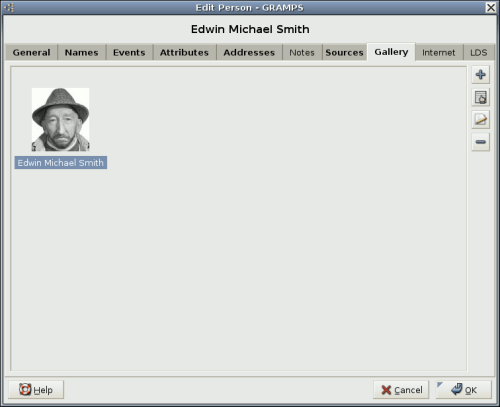 Edit Person - GRAMPS
Edwin Michael Smith
General Names Events Attributes Addresses Notes Sources Gallery Internet LDS
Edwin Michael Smith
Help Cancel OK